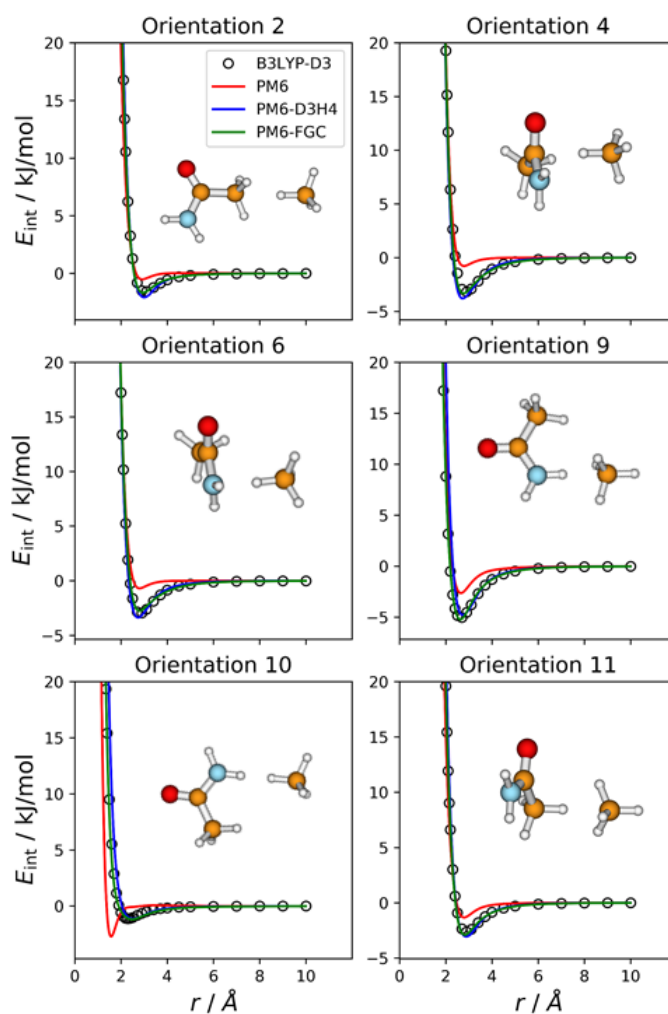 Orientation 2
20
15
10
5
0
E_int / kJ/mol
B3LYP-D3
PM6
PM6-D3H4
PM6-FGC
Orientation 4
20
15
10
5
0
−5
Orientation 6
20
15
10
5
0
−5
E_int / kJ/mol
Orientation 9
20
15
10
5
0
−5
Orientation 10
20
15
10
5
0
E_int / kJ/mol
0 2 4 6 8 10
r / Å
Orientation 11
20
15
10
5
0
−5
0 2 4 6 8 10
r / Å